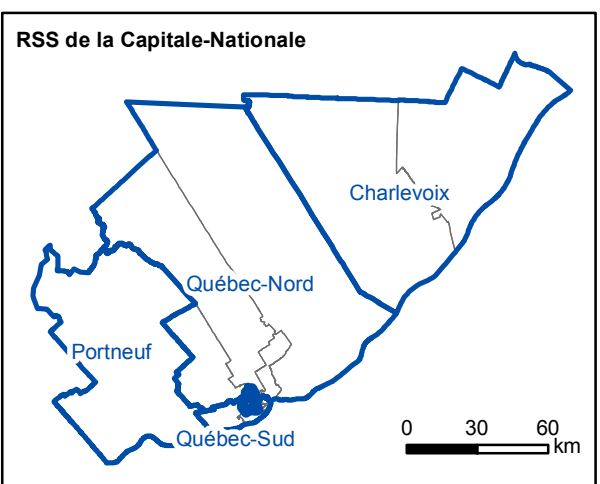 RSS de la Capitale-Nationale
Charlevoix
Québec-Nord
Portneuf
Québec-Sud
0 30 60
km